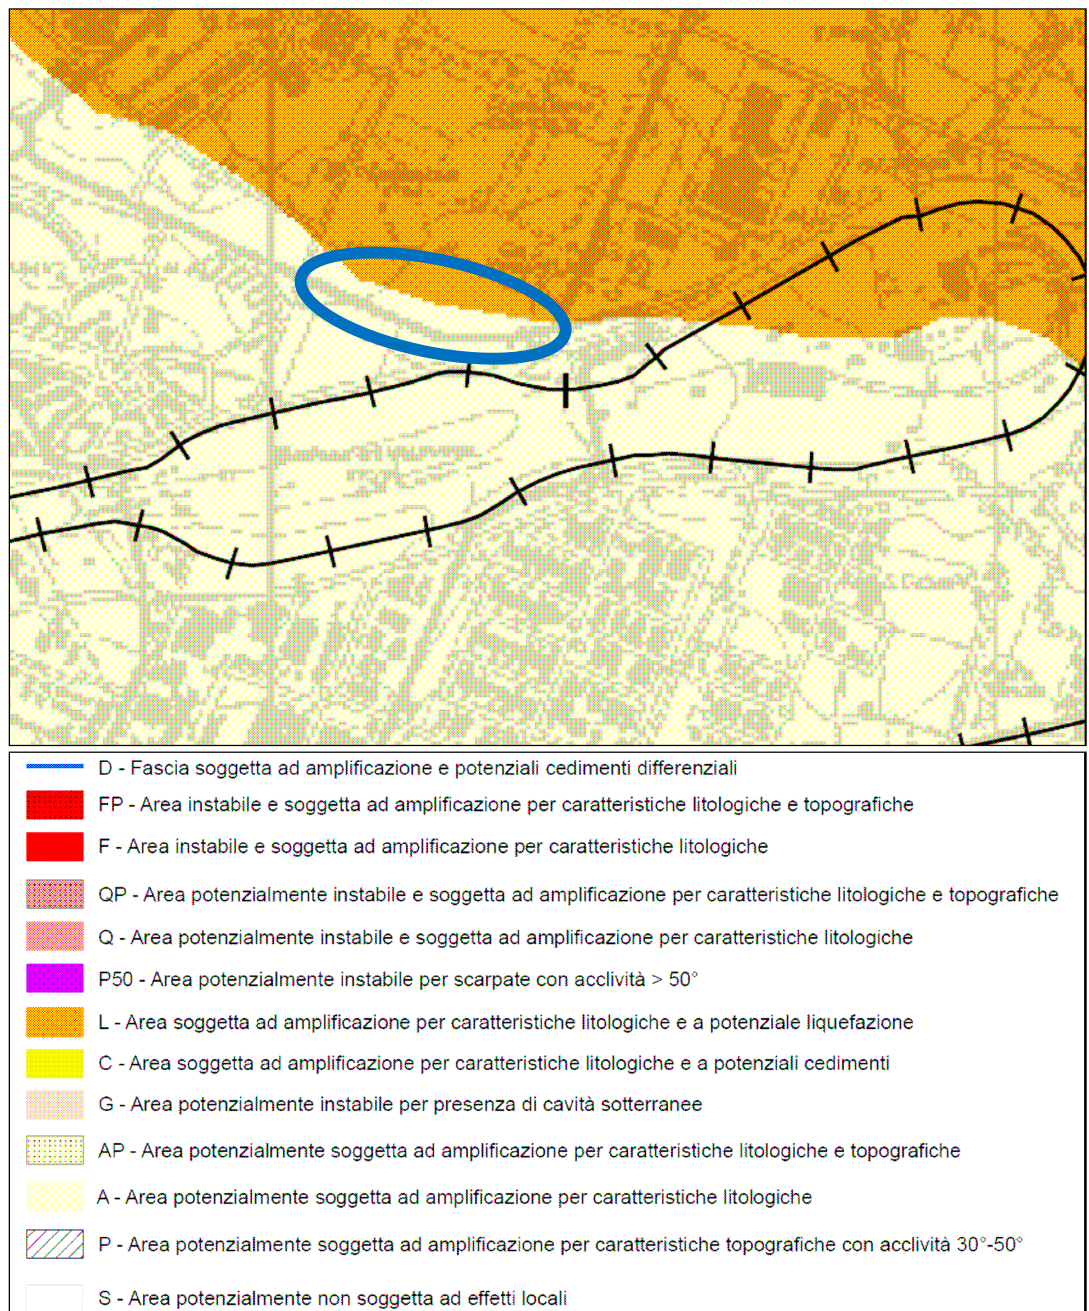 D - Fascia soggetta ad amplificazione e potenziali cedimenti differenziali
FP - Area instabile e soggetta ad amplificazione per caratteristiche litologiche e topografiche
F - Area instabile e soggetta ad amplificazione per caratteristiche litologiche
QP - Area potenzialmente instabile e soggetta ad amplificazione per caratteristiche litologiche e topografiche
Q - Area potenzialmente instabile e soggetta ad amplificazione per caratteristiche litologiche
P50 - Area potenzialmente instabile per scarpate con acclività > 50°
L - Area soggetta ad amplificazione per caratteristiche litologiche e a potenziale liquefazione
C - Area soggetta ad amplificazione per caratteristiche litologiche e a potenziali cedimenti
G - Area potenzialmente instabile per presenza di cavità sotterranee
AP - Area potenzialmente soggetta ad amplificazione per caratteristiche litologiche e topografiche
A - Area potenzialmente soggetta ad amplificazione per caratteristiche litologiche
P - Area potenzialmente soggetta ad amplificazione per caratteristiche topografiche con acclività 30°-50°
S - Area potenzialmente non soggetta ad effetti locali